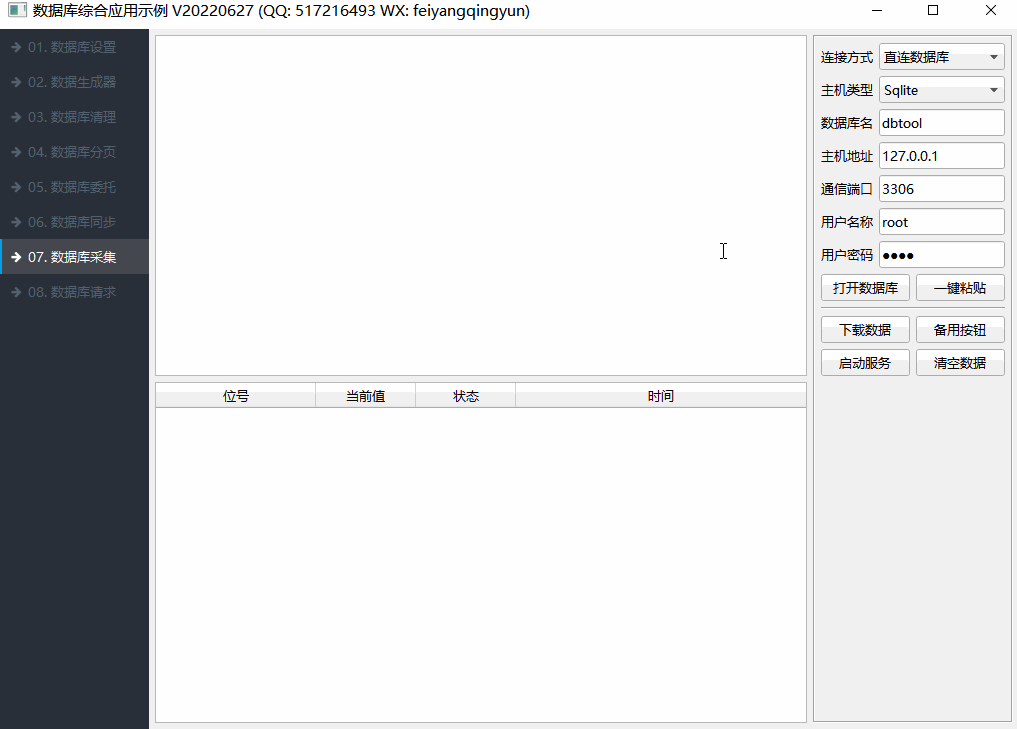 数据库综合应用示例 V20220627 (QQ: 517216493 WX: feiyangqingyun)
01. 数据库设置
02. 数据生成器
03. 数据库清理
04. 数据库分页
05. 数据库委托
06. 数据库同步
07. 数据库采集
08. 数据库请求
位号 当前值 状态 时间
连接方式 直连数据库
主机类型 Sqlite
数据库名 dbtool
主机地址 127.0.0.1
通信端口 3306
用户名称 root
用户密码 ●●●●
打开数据库 一键粘贴
下载数据 备用按钮
启动服务 清空数据